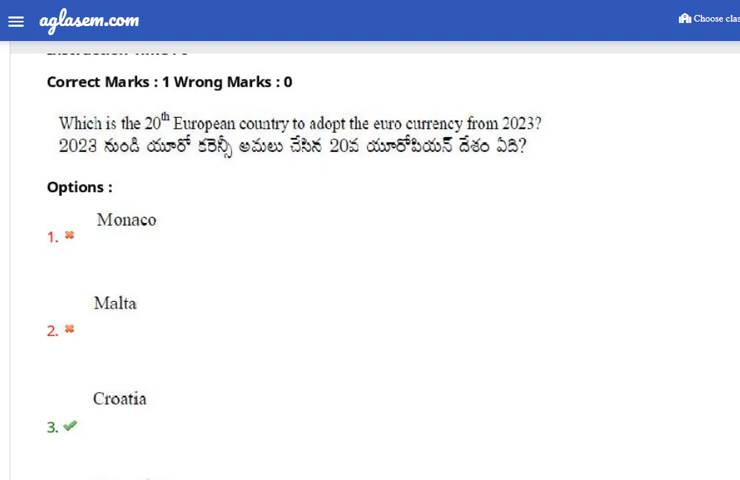 aglasem.com
Choose clas
Correct Marks : 1 Wrong Marks : 0
Which is the 20th European country to adopt the euro currency from 2023?
2023 నుండి యూరో కరెన్సీ అమలు చేసిన 20వ యూరోపియన్ దేశం ఏది?
Options :
Monaco
1.
Malta
2.
Croatia
3.